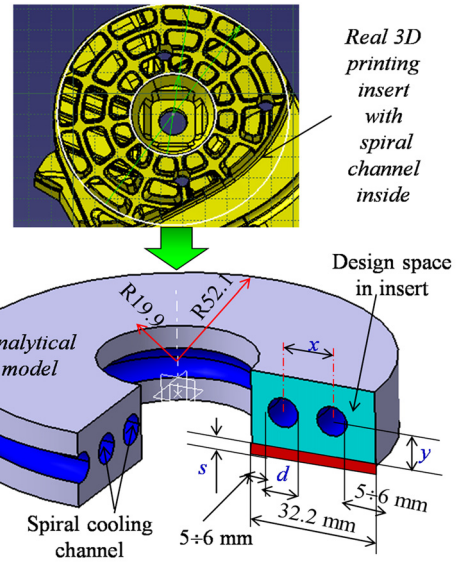 Real 3D
printing
insert
with
spiral
channel
inside
Design space
in insert
R19.9
R52.1
nalytical
model
x
y
s
d
5÷6 mm
32.2 mm
5÷6 mm
Spiral cooling
channel